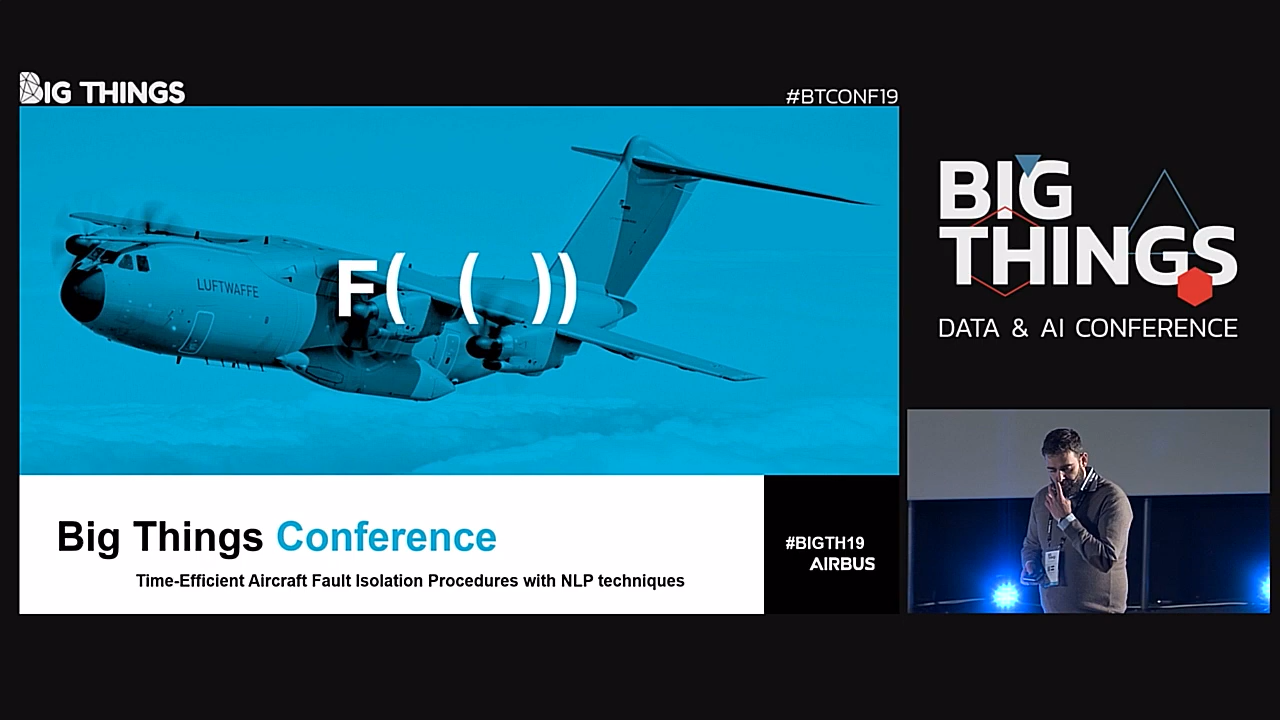 BIG THINGS
#BTCONF19
LUFTWAFFE
F( ( ))
Big Things Conference
Time-Efficient Aircraft Fault Isolation Procedures with NLP techniques
#BIGTH19
AIRBUS
BIG
THINGS
DATA & AI CONFERENCE